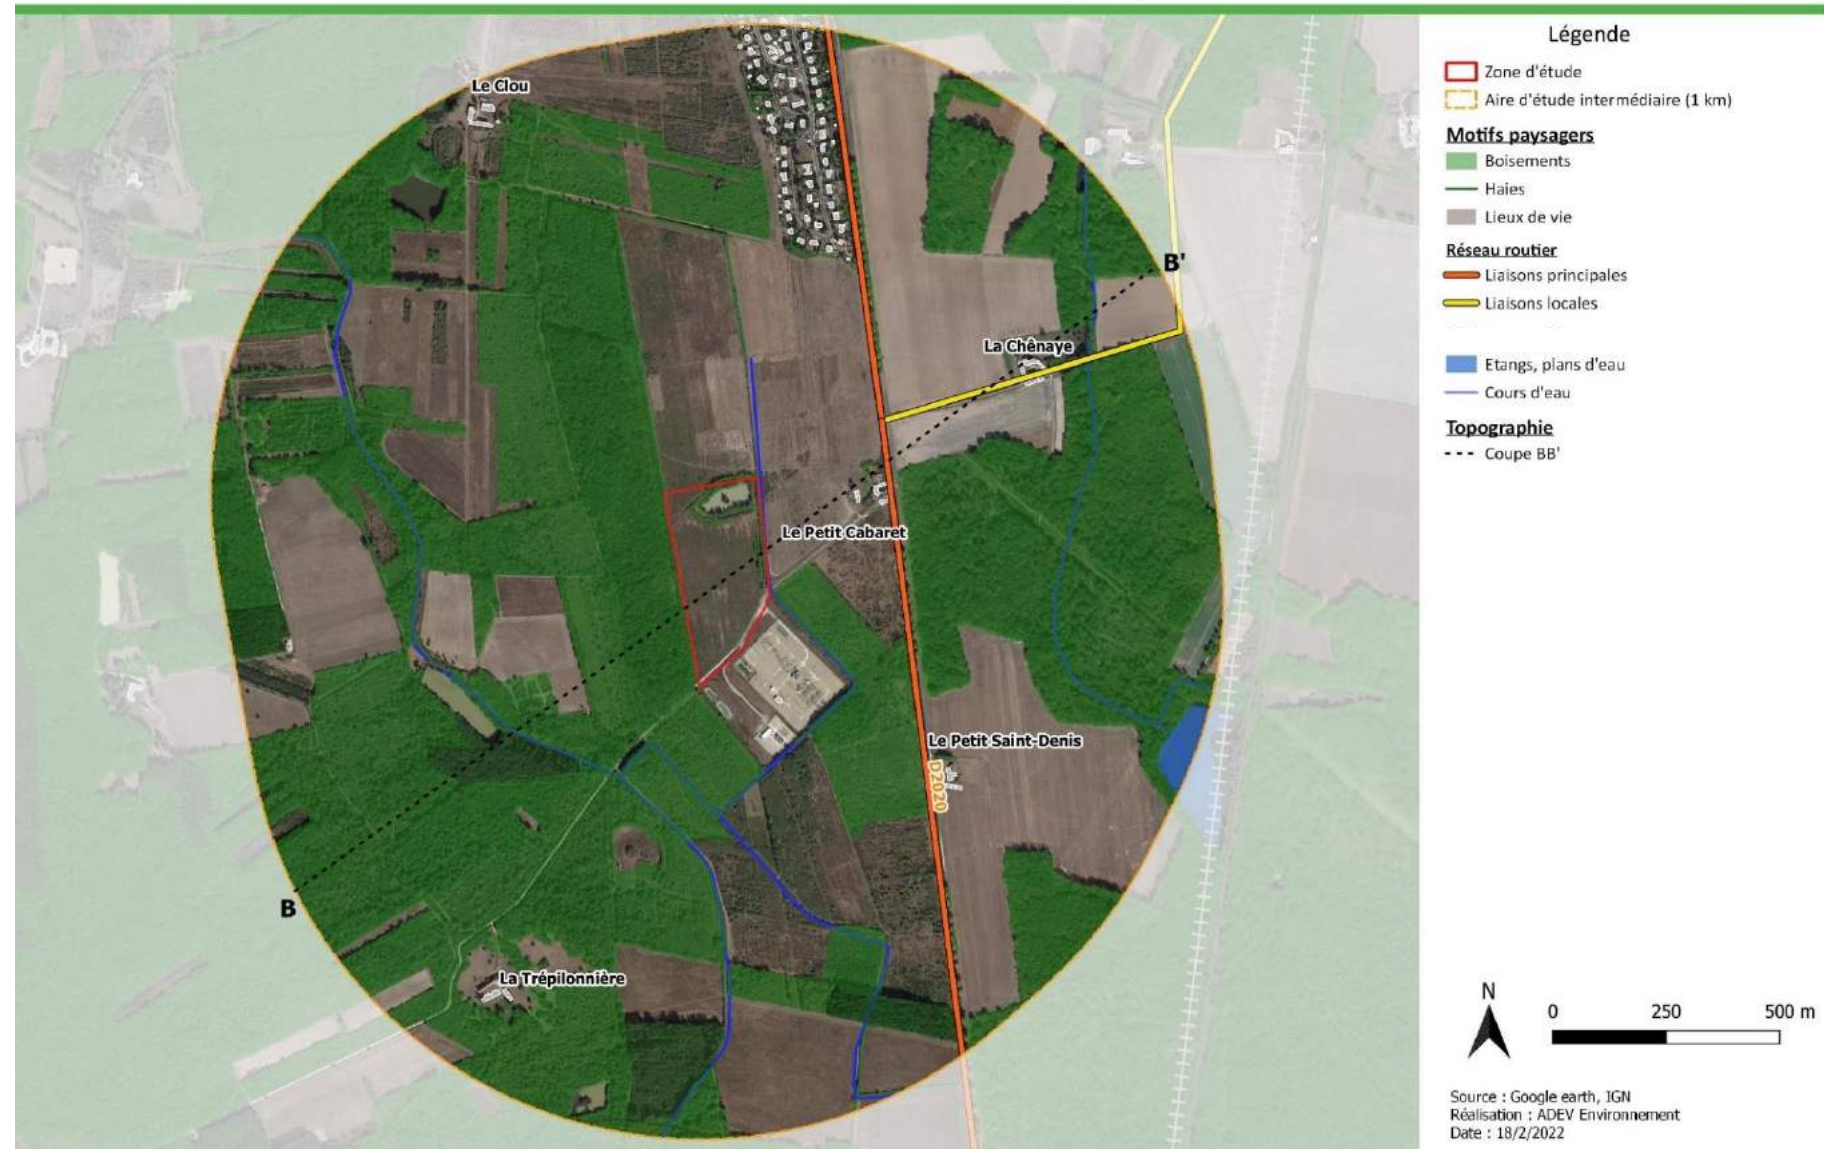 Le Clou
B'
La Chênaye
Le Petit Cabaret
Le Petit Saint-Denis
D2020
B
La Trépilonnière
Légende
Zone d'étude
Aire d'étude intermédiaire (1 km)
Motifs paysagers
Boisements
Haies
Lieux de vie
Réseau routier
Liaisons principales
Liaisons locales
Etangs, plans d'eau
Cours d'eau
Topographie
Coupe BB'
N
0 250 500 m
Source : Google earth, IGN
Réalisation : ADEV Environnement
Date : 18/2/2022